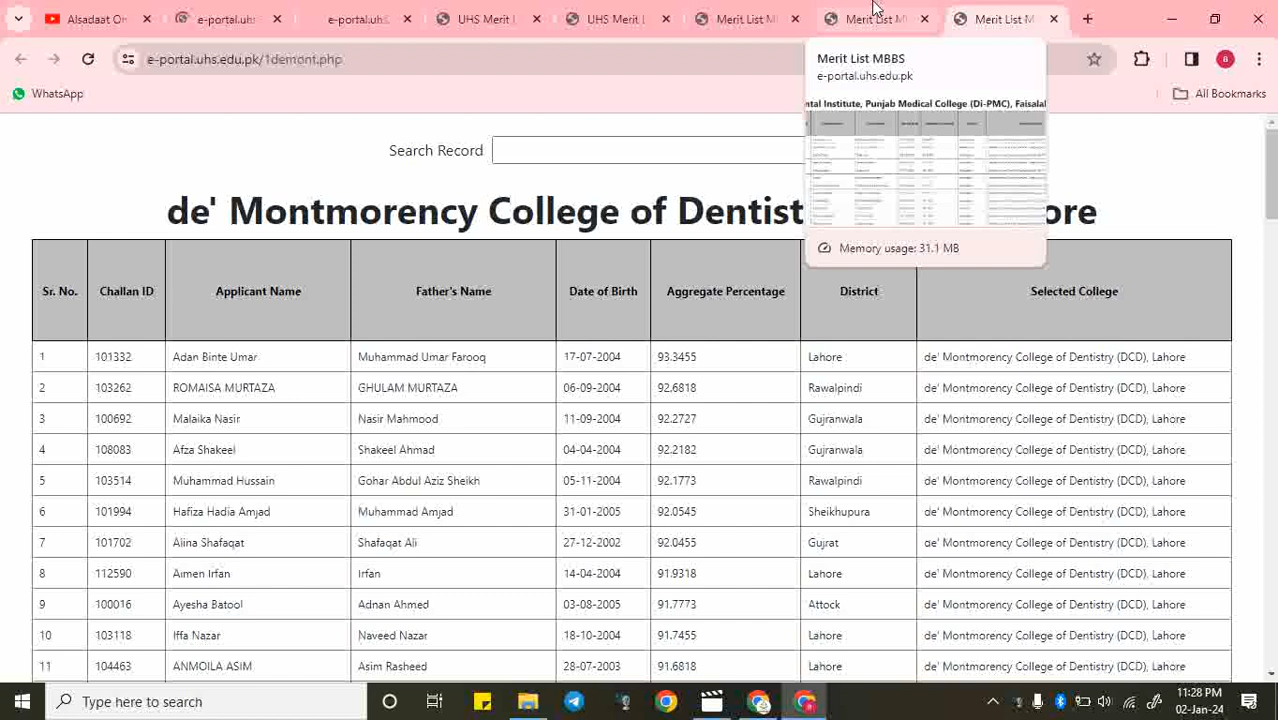 Alsadaat On
e-portal.uhs.
e-portal.uhs.
UHS Merit L
UHS Merit L
Merit List M
Merit List M
Merit List M
e-portal.uhs.edu.pk/1demont.php
WhatsApp
All Bookmarks
Merit List MBBS
e-portal.uhs.edu.pk
ntal Institute, Punjab Medical College (Di-PMC), Faisalal
Memory usage: 31.1 MB
Search Record
de' Montmorency College of Dentist ore
Sr. No. Challan ID Applicant Name Father's Name Date of Birth Aggregate Percentage District Selected College
1 101332 Adan Binte Umar Muhammad Umar Farooq 17-07-2004 93.3455 Lahore de' Montmorency College of Dentistry (DCD), Lahore
2 103262 ROMAISA MURTAZA GHULAM MURTAZA 06-09-2004 92.6818 Rawalpindi de' Montmorency College of Dentistry (DCD), Lahore
3 100692 Malaika Nasir Nasir Mahmood 11-09-2004 92.2727 Gujranwala de' Montmorency College of Dentistry (DCD), Lahore
4 108083 Afza Shakeel Shakeel Ahmad 04-04-2004 92.2182 Gujranwala de' Montmorency College of Dentistry (DCD), Lahore
5 103514 Muhammad Hussain Gohar Abdul Aziz Sheikh 05-11-2004 92.1773 Rawalpindi de' Montmorency College of Dentistry (DCD), Lahore
6 101994 Hafiza Hadia Amjad Muhammad Amjad 31-01-2005 92.0545 Sheikhupura de' Montmorency College of Dentistry (DCD), Lahore
7 101702 Alina Shafaqat Shafaqat Ali 27-12-2002 92.0455 Gujrat de' Montmorency College of Dentistry (DCD), Lahore
8 112590 Aimen Irfan Irfan 14-04-2004 91.9318 Lahore de' Montmorency College of Dentistry (DCD), Lahore
9 100016 Ayesha Batool Adnan Ahmed 03-08-2005 91.7773 Attock de' Montmorency College of Dentistry (DCD), Lahore
10 103118 Iffa Nazar Naveed Nazar 18-10-2004 91.7455 Lahore de' Montmorency College of Dentistry (DCD), Lahore
11 104463 ANMOILA ASIM Asim Rasheed 28-07-2003 91.6818 Lahore de' Montmorency College of Dentistry (DCD), Lahore
Type here to search
11:28 PM
02-Jan-24